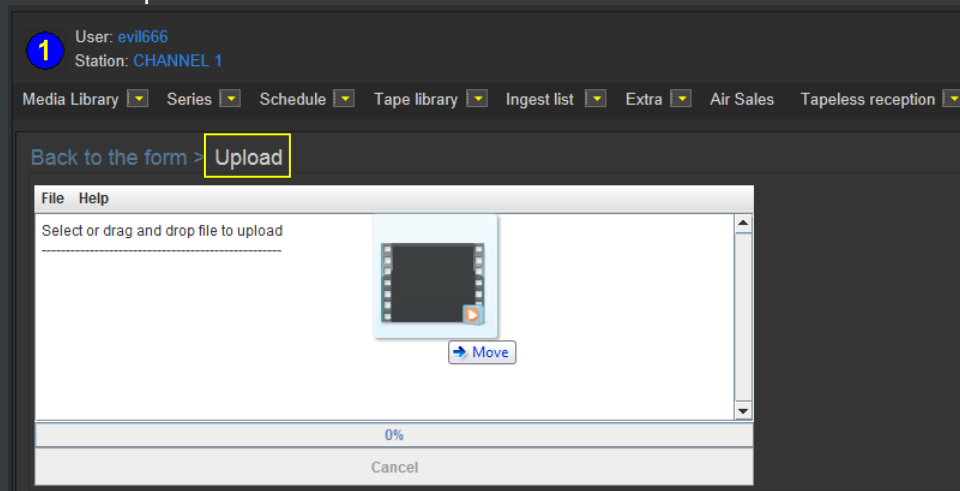 1
User: evil666
Station: CHANNEL 1
Media Library Series Schedule Tape library Ingest list Extra Air Sales Tapeless reception
Back to the form > Upload
File Help
Select or drag and drop file to upload
------------------------------------------------
Move
0%
Cancel